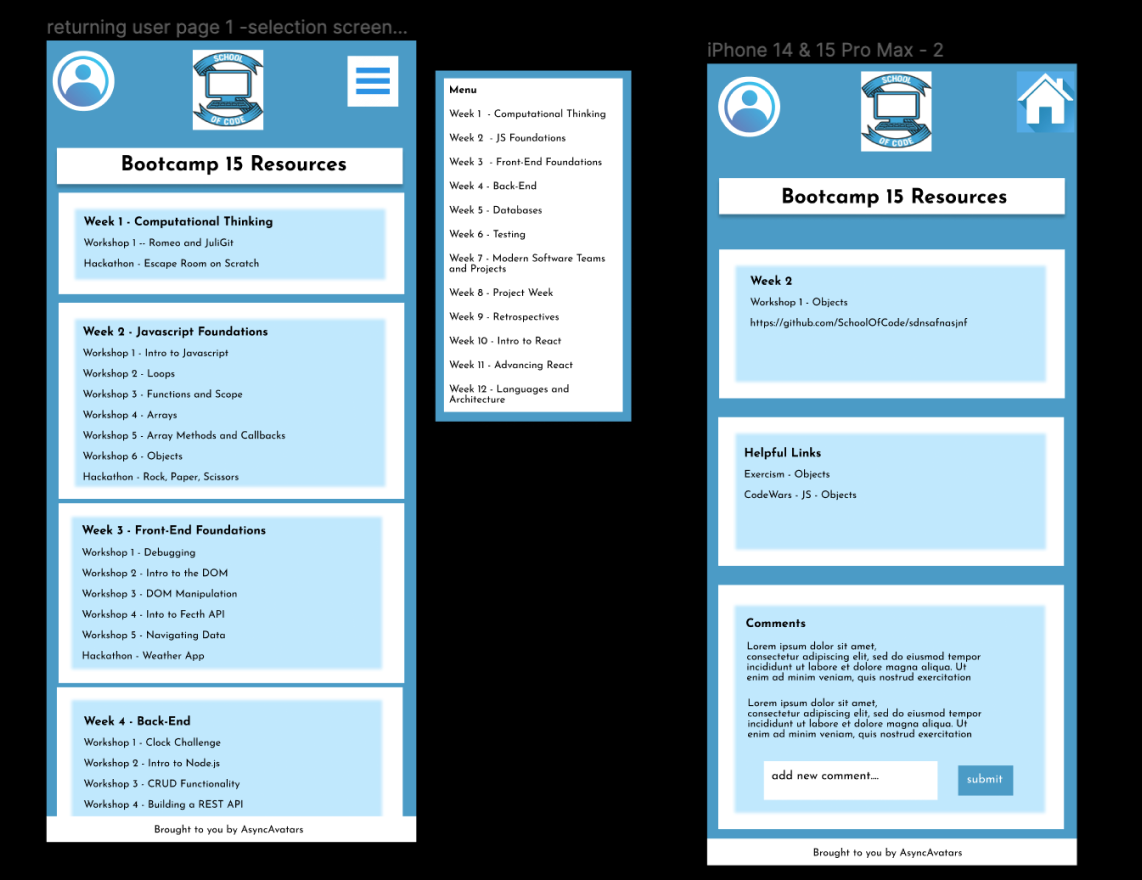 returning user page 1 -selection screen...
SCHOOL
OF CODE
Bootcamp 15 Resources
Week 1 - Computational Thinking
Workshop 1 -- Romeo and JuliGit
Hackathon - Escape Room on Scratch
Week 2 - Javascript Foundations
Workshop 1 - Intro to Javascript
Workshop 2 - Loops
Workshop 3 - Functions and Scope
Workshop 4 - Arrays
Workshop 5 - Array Methods and Callbacks
Workshop 6 - Objects
Hackathon - Rock, Paper, Scissors
Week 3 - Front-End Foundations
Workshop 1 - Debugging
Workshop 2 - Intro to the DOM
Workshop 3 - DOM Manipulation
Workshop 4 - Into to Fecth API
Workshop 5 - Navigating Data
Hackathon - Weather App
Week 4 - Back-End
Workshop 1 - Clock Challenge
Workshop 2 - Intro to Node.js
Workshop 3 - CRUD Functionality
Workshop 4 - Building a REST API
Brought to you by AsyncAvatars
Menu
Week 1 - Computational Thinking
Week 2 - JS Foundations
Week 3 - Front-End Foundations
Week 4 - Back-End
Week 5 - Databases
Week 6 - Testing
Week 7 - Modern Software Teams
and Projects
Week 8 - Project Week
Week 9 - Retrospectives
Week 10 - Intro to React
Week 11 - Advancing React
Week 12 - Languages and
Architecture
iPhone 14 & 15 Pro Max - 2
SCHOOL
OF CODE
Bootcamp 15 Resources
Week 2
Workshop 1 - Objects
https://github.com/SchoolOfCode/sdnsafnasjnf
Helpful Links
Exercism - Objects
CodeWars - JS - Objects
Comments
Lorem ipsum dolor sit amet,
consectetur adipiscing elit, sed do eiusmod tempor
incididunt ut labore et dolore magna aliqua. Ut
enim ad minim veniam, quis nostrud exercitation
Lorem ipsum dolor sit amet,
consectetur adipiscing elit, sed do eiusmod tempor
incididunt ut labore et dolore magna aliqua. Ut
enim ad minim veniam, quis nostrud exercitation
add new comment....
submit
Brought to you by AsyncAvatars